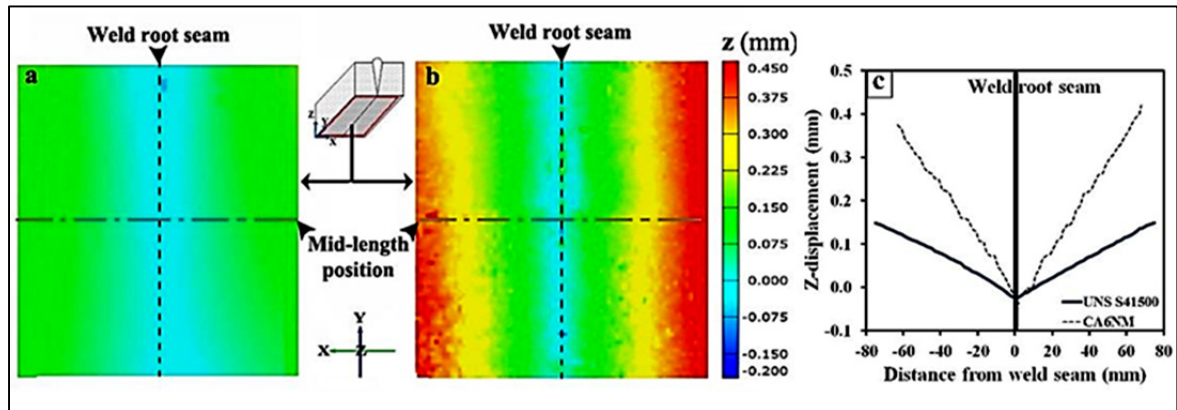 Weld root seam
a
Z
Y
X
Mid-length
position
Y
X
Z
Weld root seam
b
z (mm)
0.450
0.375
0.300
0.225
0.150
0.075
0.000
-0.075
-0.150
-0.200
c
Weld root seam
Z-displacement (mm)
0.5
0.4
0.3
0.2
0.1
0.0
-0.1
UNS S41500
CA6NM
-80 -60 -40 -20 0 20 40 60 80
Distance from weld seam (mm)